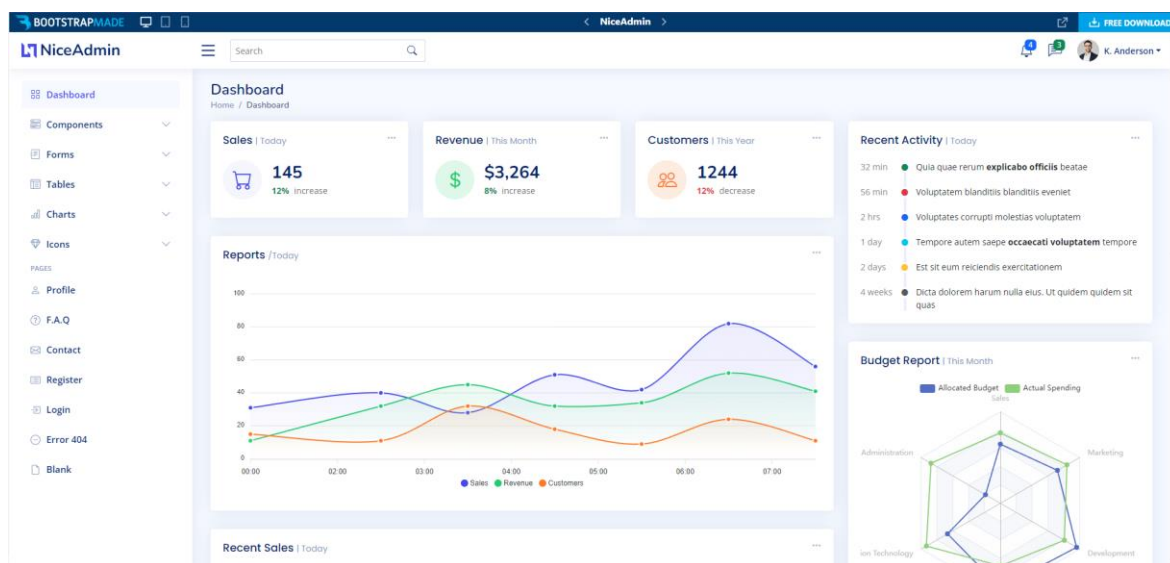 BOOTSTRAPMADE
NiceAdmin
FREE DOWNLOAD
NiceAdmin
Search
4
3
K. Anderson
Dashboard
Components
Forms
Tables
Charts
Icons
PAGES
Profile
F.A.Q
Contact
Register
Login
Error 404
Blank
Dashboard
Home / Dashboard
Sales | Today
145
12% increase
Revenue | This Month
$
$3,264
8% increase
Customers | This Year
1244
12% decrease
Reports /Today
100
80
60
40
20
0
00:00 02:00 03:00 04:00 05:00 06:00 07:00
Sales Revenue Customers
Recent Sales | Today
Recent Activity | Today
32 min Quia quae rerum explicabo officiis beatae
56 min Voluptatem blanditiis blanditiis eveniet
2 hrs Voluptates corrupti molestias voluptatem
1 day Tempore autem saepe occaecati voluptatem tempore
2 days Est sit eum reiciendis exercitationem
4 weeks Dicta dolorem harum nulla eius. Ut quidem quidem sit
quas
Budget Report | This Month
Allocated Budget Actual Spending
Sales
Administration
Marketing
ion Technology
Development